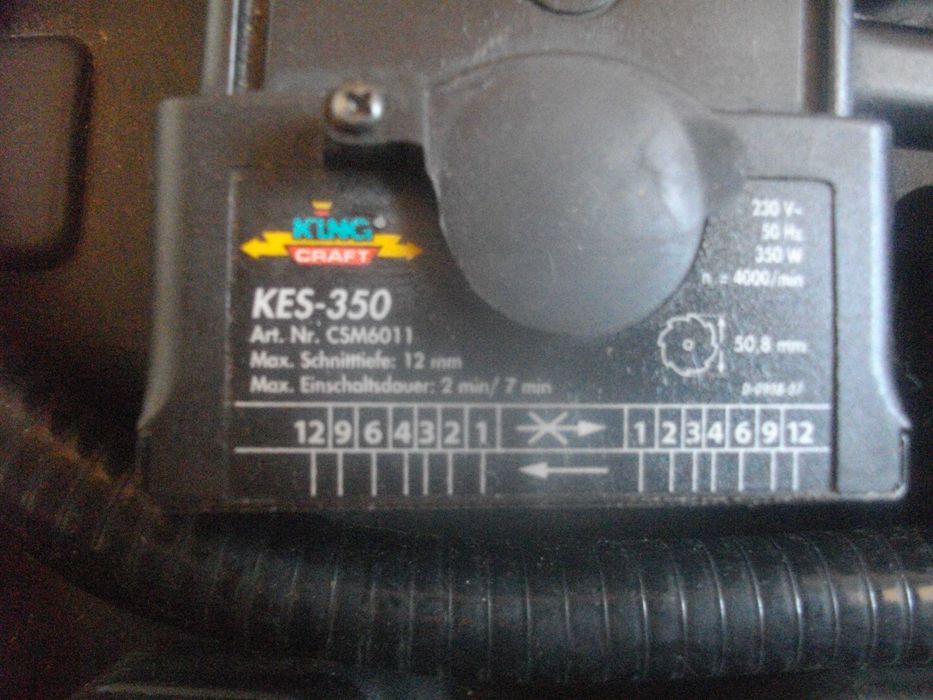 KING ®
CRAFT
KES-350
Art. Nr. CSM6011
Max. Schnitttiefe: 12 mm
Max. Einschaltsdauer: 2 min/ 7 min
230 V~
50 Hz
350 W
= 4000/min
50,8 mm
12 9 6 4 3 2 1 1 2 3 4 6 9 12